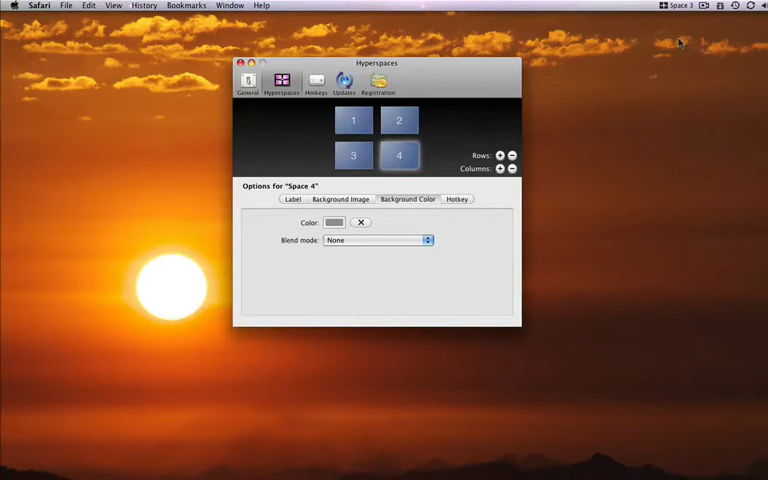 Safari File Edit View History Bookmarks Window Help Space 3
Hyperspaces
General Hyperspaces Hotkeys Updates Registration
1 2
3 4
Rows:
Columns:
Options for "Space 4"
Label Background Image Background Color Hotkey
Color:
Blend mode: None